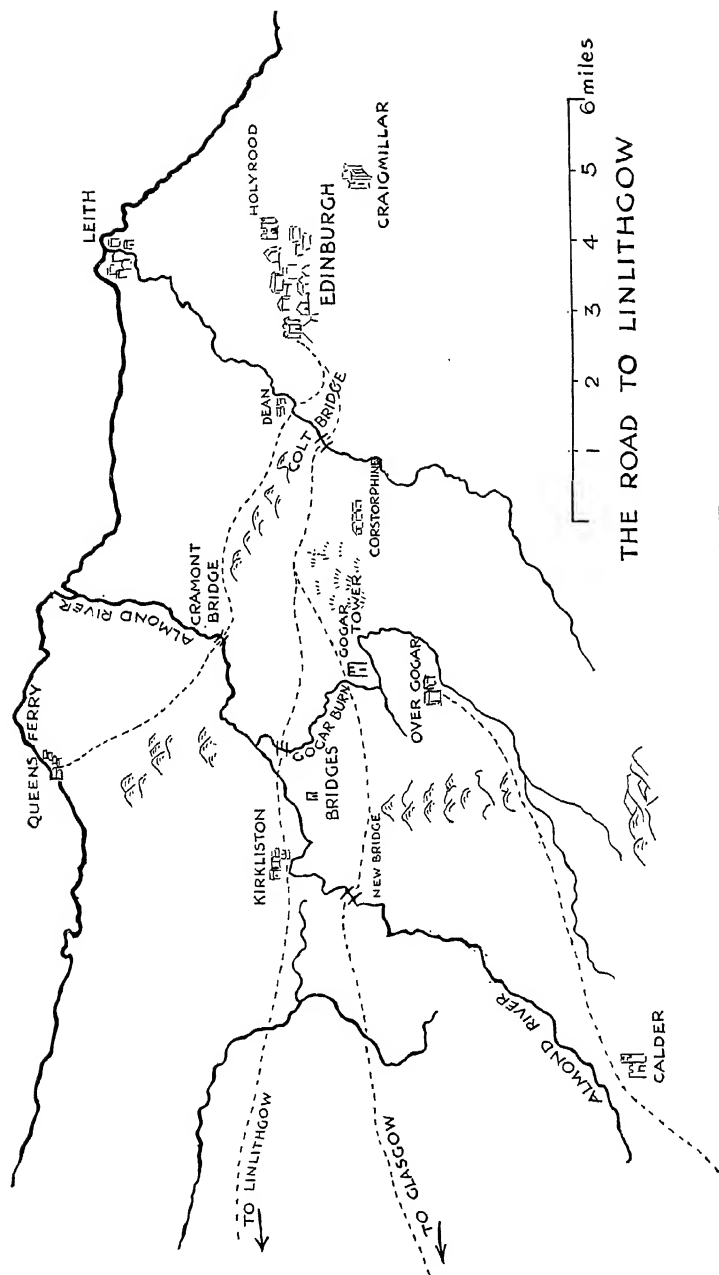 LEITH
HOLYROOD
EDINBURGH
CRAIGMILLAR
DEAN
COLT BRIDGE
CORSTORPHINE
CRAMONT
BRIDGE
ALMOND RIVER
QUEENS FERRY
GOGAR
TOWER
GOGAR BURN
OVER GOGAR
BRIDGES
KIRKLISTON
NEW BRIDGE
ALMOND RIVER
CALDER
TO LINLITHGOW
TO GLASGOW
1 2 3 4 5 6 miles
THE ROAD TO LINLITHGOW